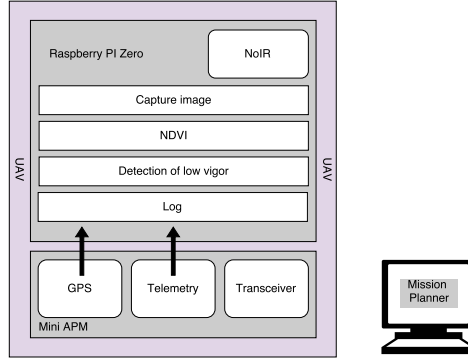 Raspberry PI Zero
NoIR
Capture image
NDVI
UAV
UAV
Detection of low vigor
Log
GPS
Telemetry
Transceiver
Mini APM
Mission
Planner